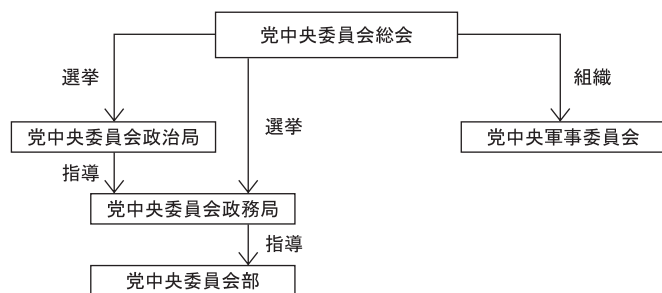 党中央委員会総会
選挙
組織
選挙
党中央委員会政治局
党中央軍事委員会
指導
党中央委員会政務局
指導
党中央委員会部